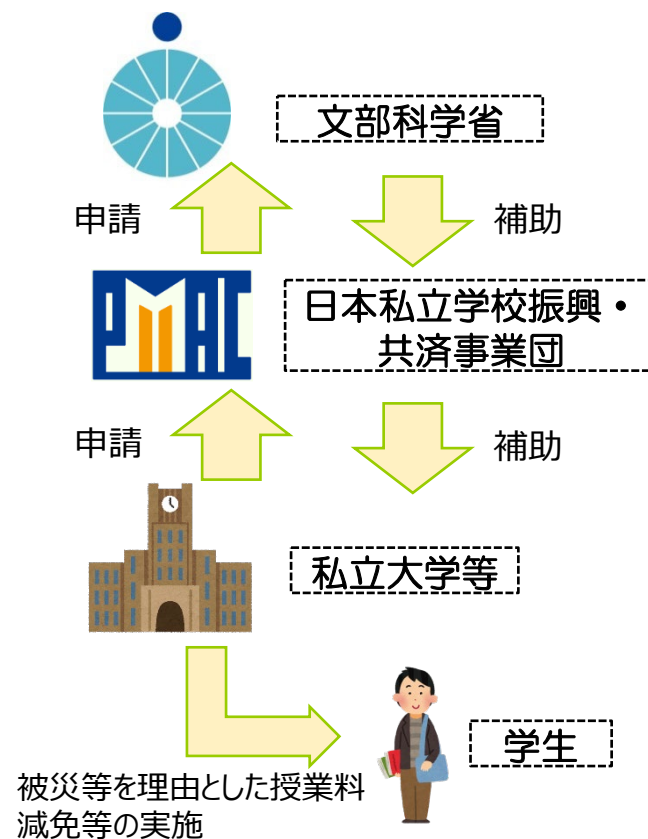 文部科学省
申請
補助
PMAC
日本私立学校振興・
共済事業団
申請
補助
私立大学等
学生
被災等を理由とした授業料
減免等の実施